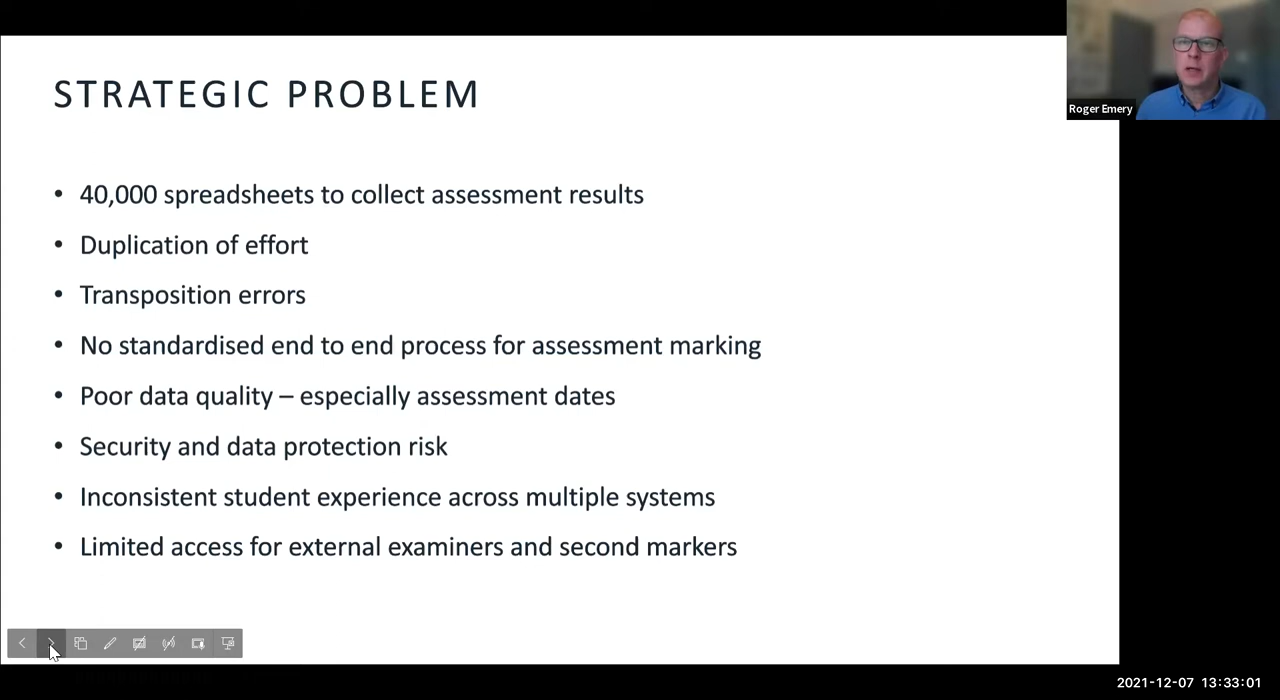 STRATEGIC PROBLEM
Roger Emery
• 40,000 spreadsheets to collect assessment results
• Duplication of effort
• Transposition errors
• No standardised end to end process for assessment marking
• Poor data quality – especially assessment dates
• Security and data protection risk
• Inconsistent student experience across multiple systems
• Limited access for external examiners and second markers
2021-12-07 13:33:01